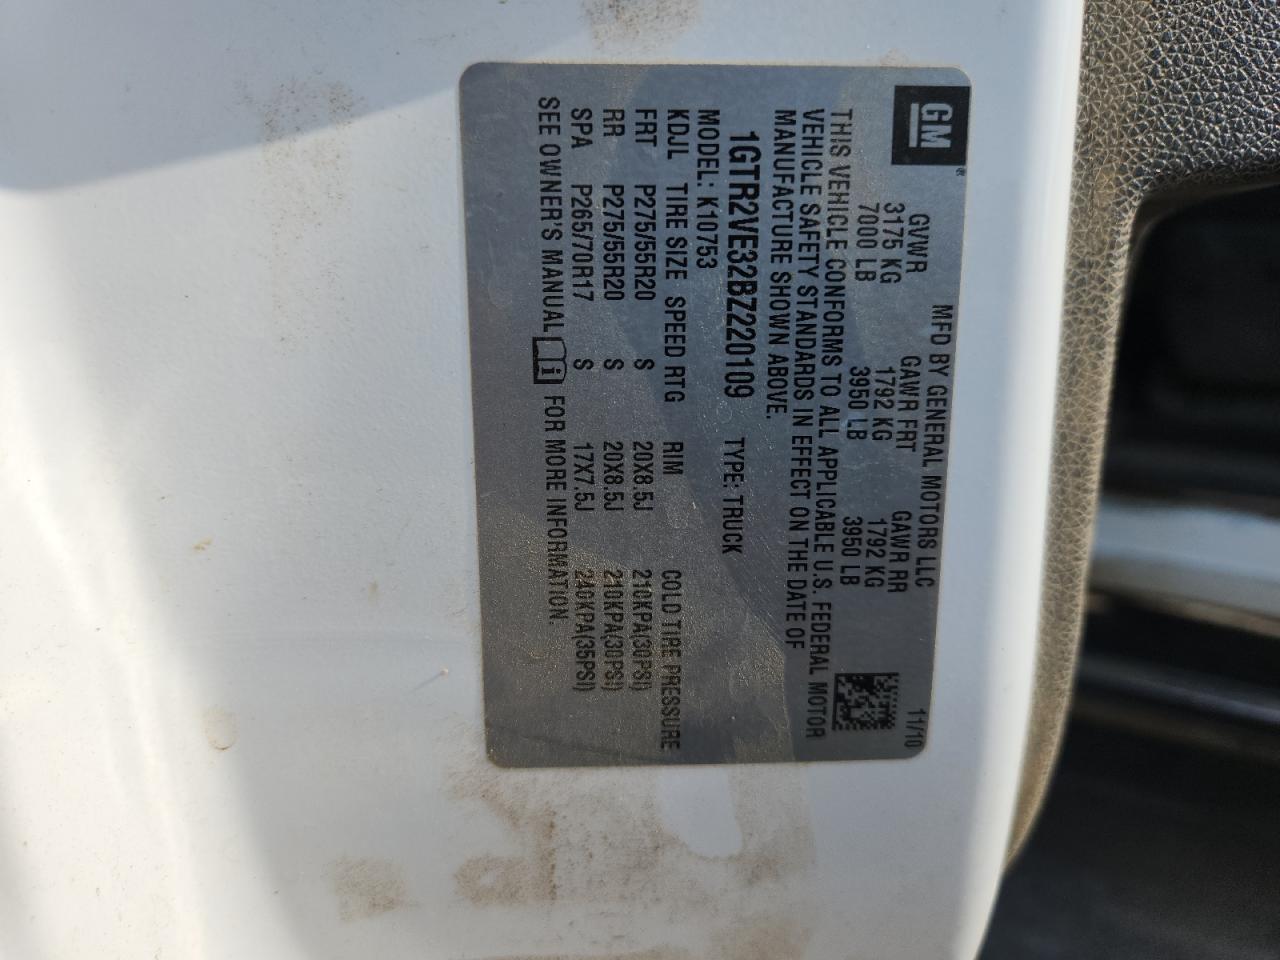 GM®
MFD BY GENERAL MOTORS LLC 11/10
GVWR GAWR FRT GAWR RR
3175 KG 1792 KG 1792 KG
7000 LB 3950 LB 3950 LB
THIS VEHICLE CONFORMS TO ALL APPLICABLE U.S. FEDERAL MOTOR
VEHICLE SAFETY STANDARDS IN EFFECT ON THE DATE OF
MANUFACTURE SHOWN ABOVE.
1GTR2VE32BZ220109 TYPE: TRUCK
MODEL: K10753
KDJL TIRE SIZE SPEED RTG RIM COLD TIRE PRESSURE
FRT P275/55R20 S 20X8.5J 210KPA(30PSI)
RR P275/55R20 S 20X8.5J 210KPA(30PSI)
SPA P265/70R17 S 17X7.5J 240KPA(35PSI)
SEE OWNER'S MANUAL i FOR MORE INFORMATION.